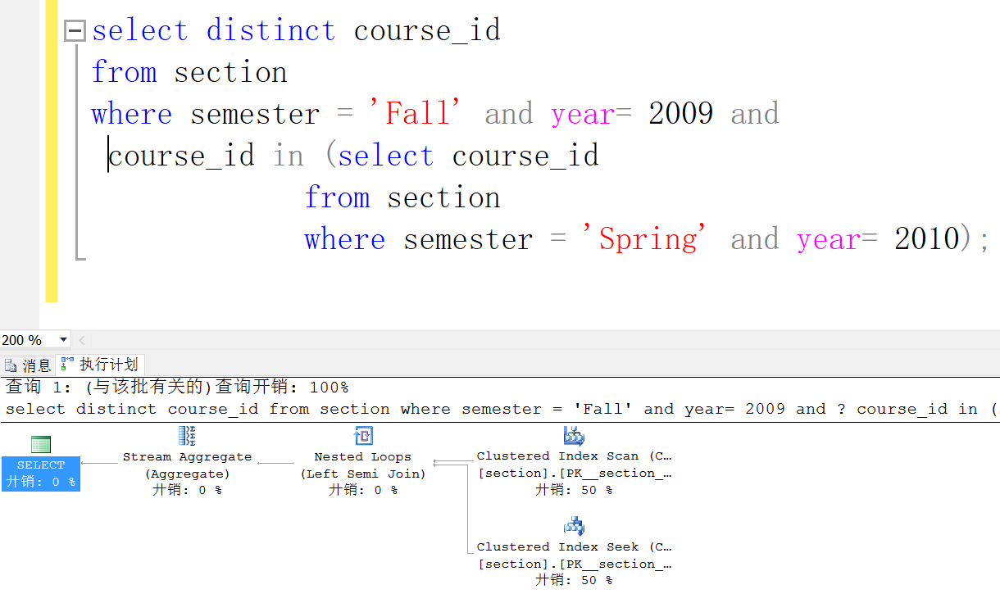 select distinct course_id
from section
where semester = 'Fall' and year= 2009 and
course_id in (select course_id
from section
where semester = 'Spring' and year= 2010);
200 %
消息 执行计划
查询 1: (与该批有关的)查询开销: 100%
select distinct course_id from section where semester = 'Fall' and year= 2009 and ? course_id in (
SELECT
开销: 0 %
Stream Aggregate
(Aggregate)
开销: 0 %
Nested Loops
(Left Semi Join)
开销: 0 %
Clustered Index Scan (C…
[section].[PK__section_…
开销: 50 %
Clustered Index Seek (C…
[section].[PK__section_…
开销: 50 %